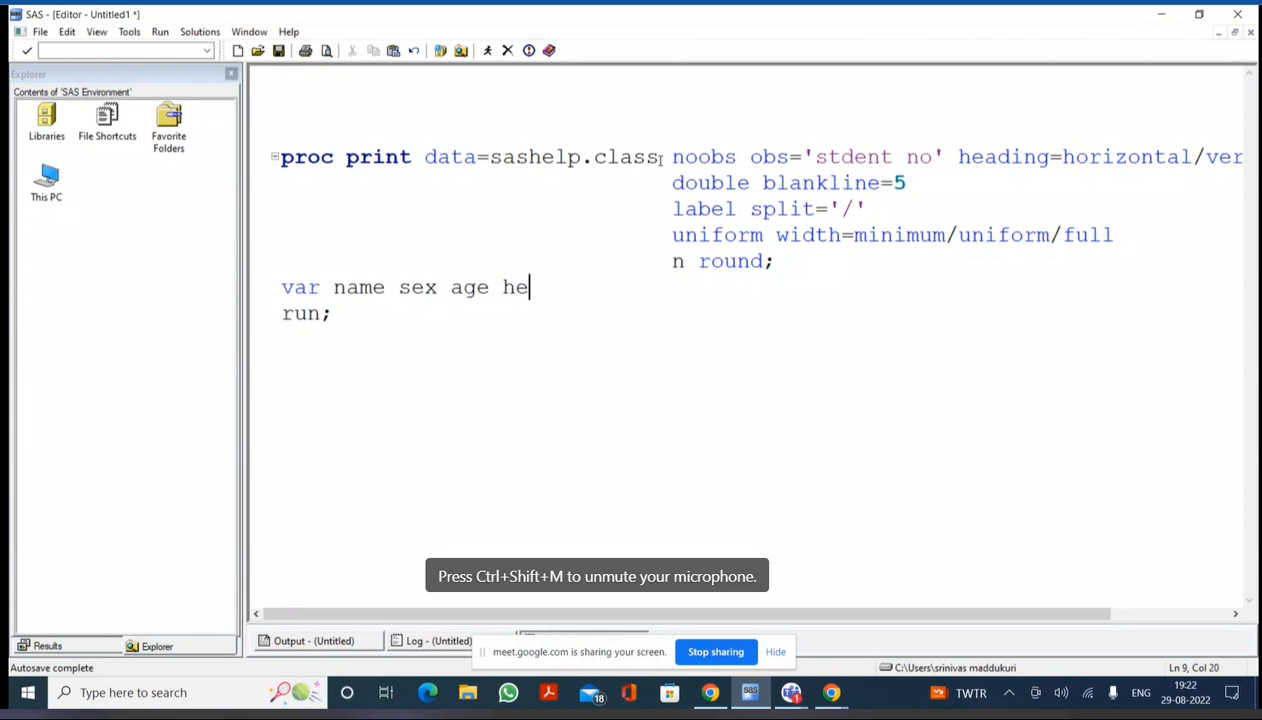 SAS - [Editor - Untitled1 *]
File Edit View Tools Run Solutions Window Help
Explorer
Contents of 'SAS Environment'
Libraries File Shortcuts Favorite Folders
This PC
proc print data=sashelp.class noobs obs='stdent no' heading=horizontal/ver
double blankline=5
label split='/'
uniform width=minimum/uniform/full
n round;
var name sex age he
run;
Press Ctrl+Shift+M to unmute your microphone.
Results Explorer
Output - (Untitled) Log - (Untitled)
meet.google.com is sharing your screen. Stop sharing Hide
Autosave complete C:\Users\srinivas maddukuri Ln 9, Col 20
Type here to search 18 sas 1 TWTR ENG 19:22
29-08-2022